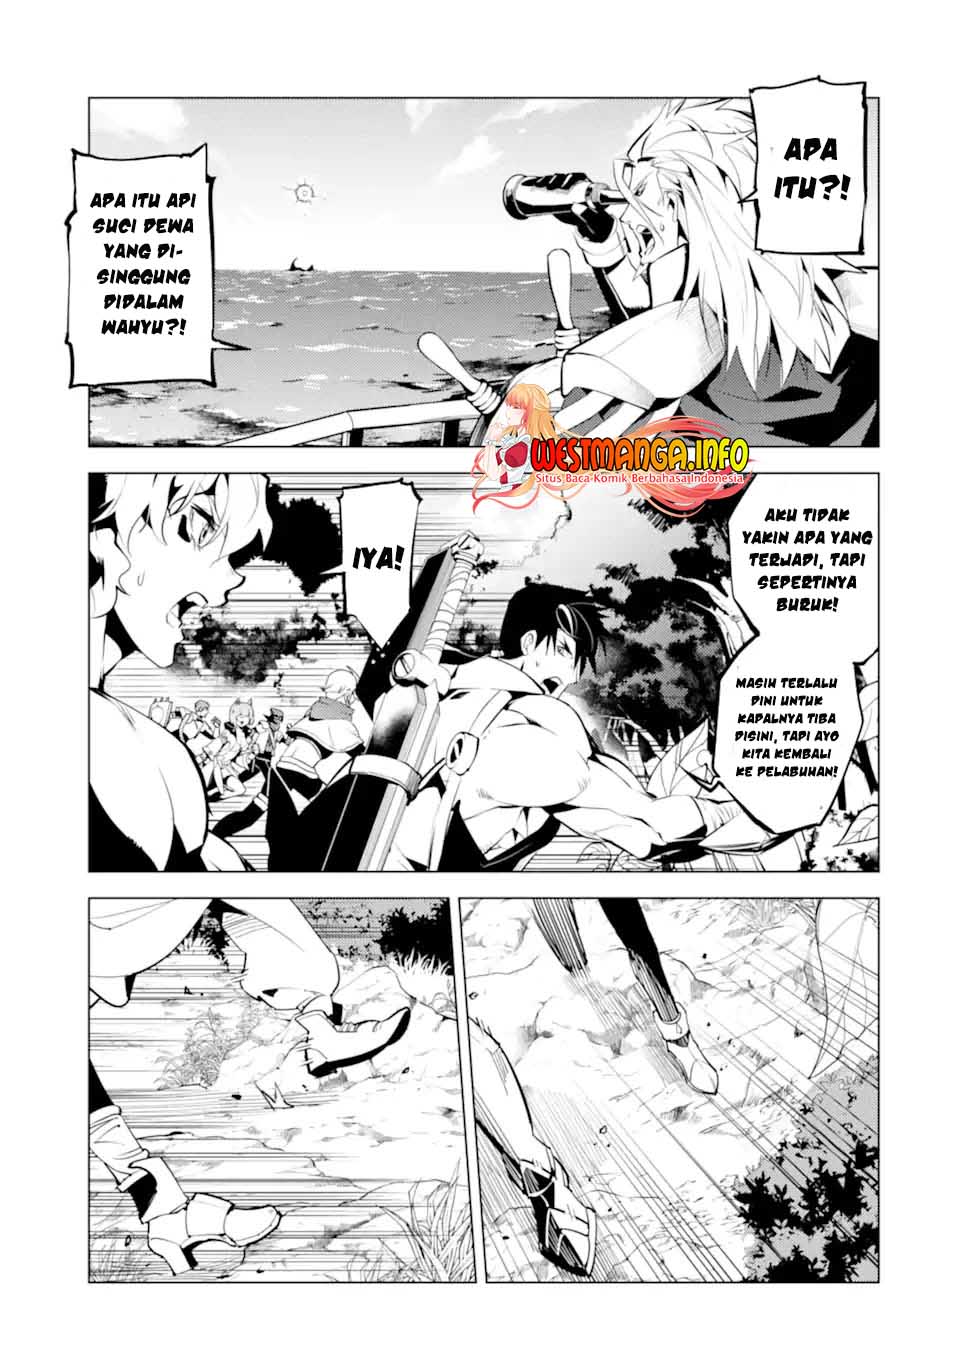 APA
ITU?!
APA ITU API
SUCI DEWA
YANG DI-
SINGGUNG
DIDALAM
WAHYU?!
WESTMANGA.INFO
Situs Baca Komik Berbahasa Indonesia
AKU TIDAK
YAKIN APA YANG
TERJADI, TAPI
SEPERTINYA
BURUK!
MASIH TERLALU
DINI UNTUK
KAPALNYA TIBA
DISINI, TAPI AYO
KITA KEMBALI
KE PELABUHAN!
IYA!